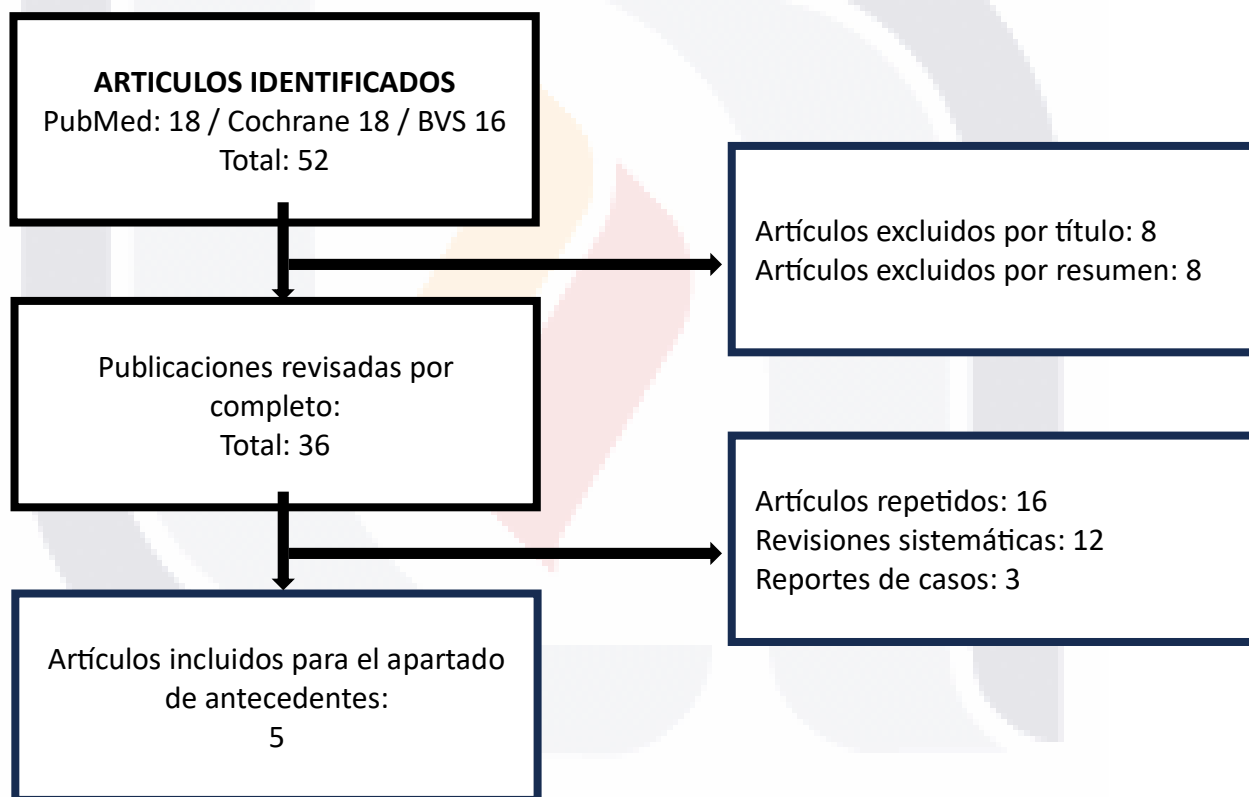 ARTICULOS IDENTIFICADOS
PubMed: 18 / Cochrane 18 / BVS 16
Total: 52
Artículos excluidos por título: 8
Artículos excluidos por resumen: 8
Publicaciones revisadas por
completo:
Total: 36
Artículos repetidos: 16
Revisiones sistemáticas: 12
Reportes de casos: 3
Artículos incluidos para el apartado
de antecedentes:
5